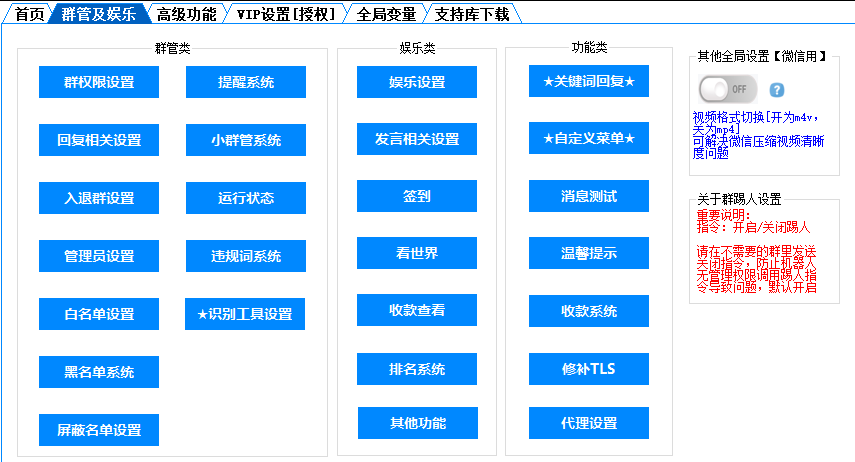 首页 群管及娱乐 高级功能 VIP设置[授权] 全局变量 支持库下载
群管类
群权限设置 提醒系统
回复相关设置 小群管系统
入退群设置 运行状态
管理员设置 违规词系统
白名单设置 ★识别工具设置
黑名单系统
屏蔽名单设置
娱乐类
娱乐设置
发言相关设置
签到
看世界
收款查看
排名系统
其他功能
功能类
★关键词回复★
★自定义菜单★
消息测试
温馨提示
收款系统
修补TLS
代理设置
其他全局设置【微信用】
OFF ?
视频格式切换[开为m4v，
关为mp4]
可解决微信压缩视频清晰
度问题
关于群踢人设置
重要说明：
指令：开启/关闭踢人
请在不需要的群里发送
关闭指令，防止机器人
无管理权限调用踢人指
令导致问题，默认开启